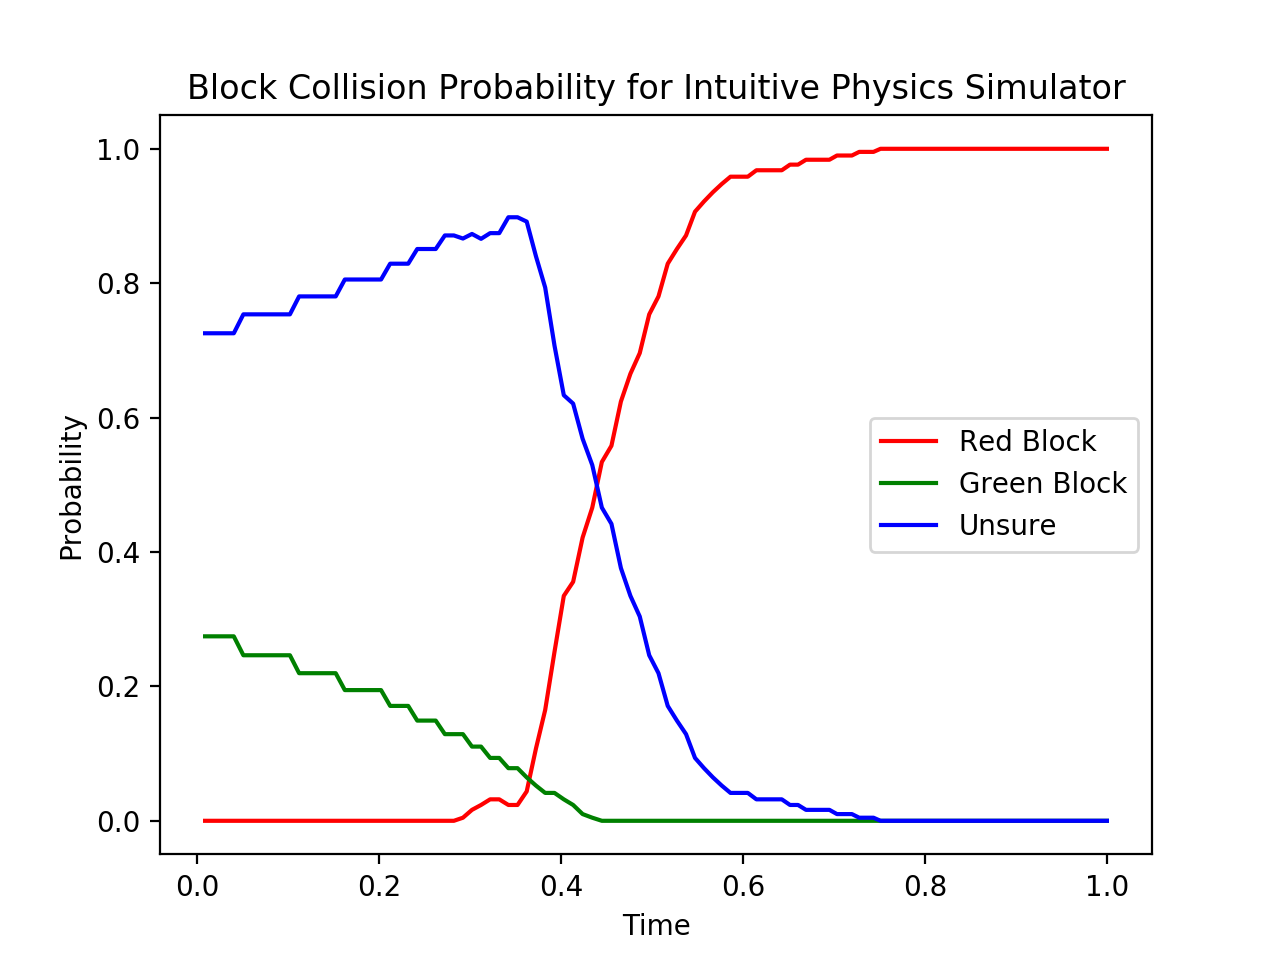 Block Collision Probability for Intuitive Physics Simulator
1.0
0.8
0.6
0.4
0.2
0.0
Probability
Red Block
Green Block
Unsure
0.0 0.2 0.4 0.6 0.8 1.0
Time